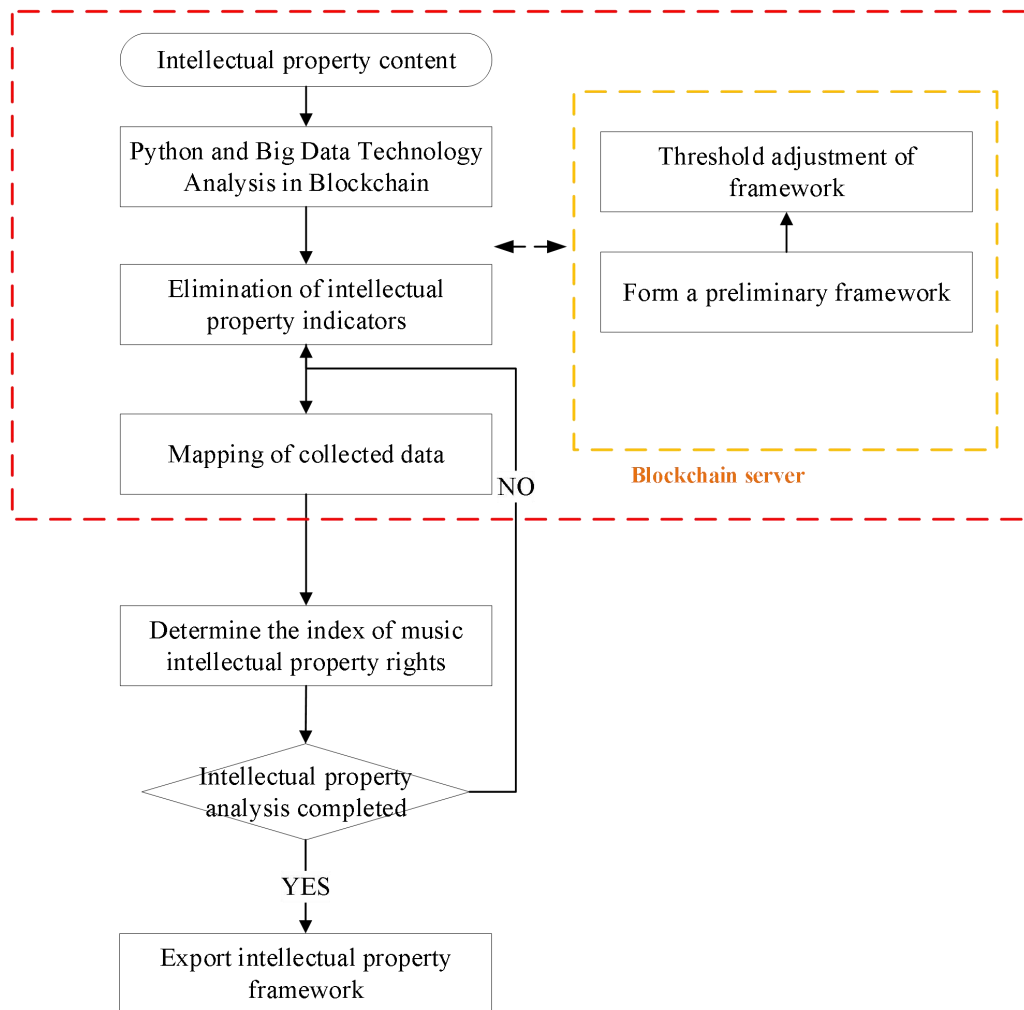 Intellectual property content
Python and Big Data Technology
Analysis in Blockchain
Elimination of intellectual
property indicators
Mapping of collected data
Threshold adjustment of
framework
Form a preliminary framework
Blockchain server
NO
Determine the index of music
intellectual property rights
Intellectual property
analysis completed
YES
Export intellectual property
framework